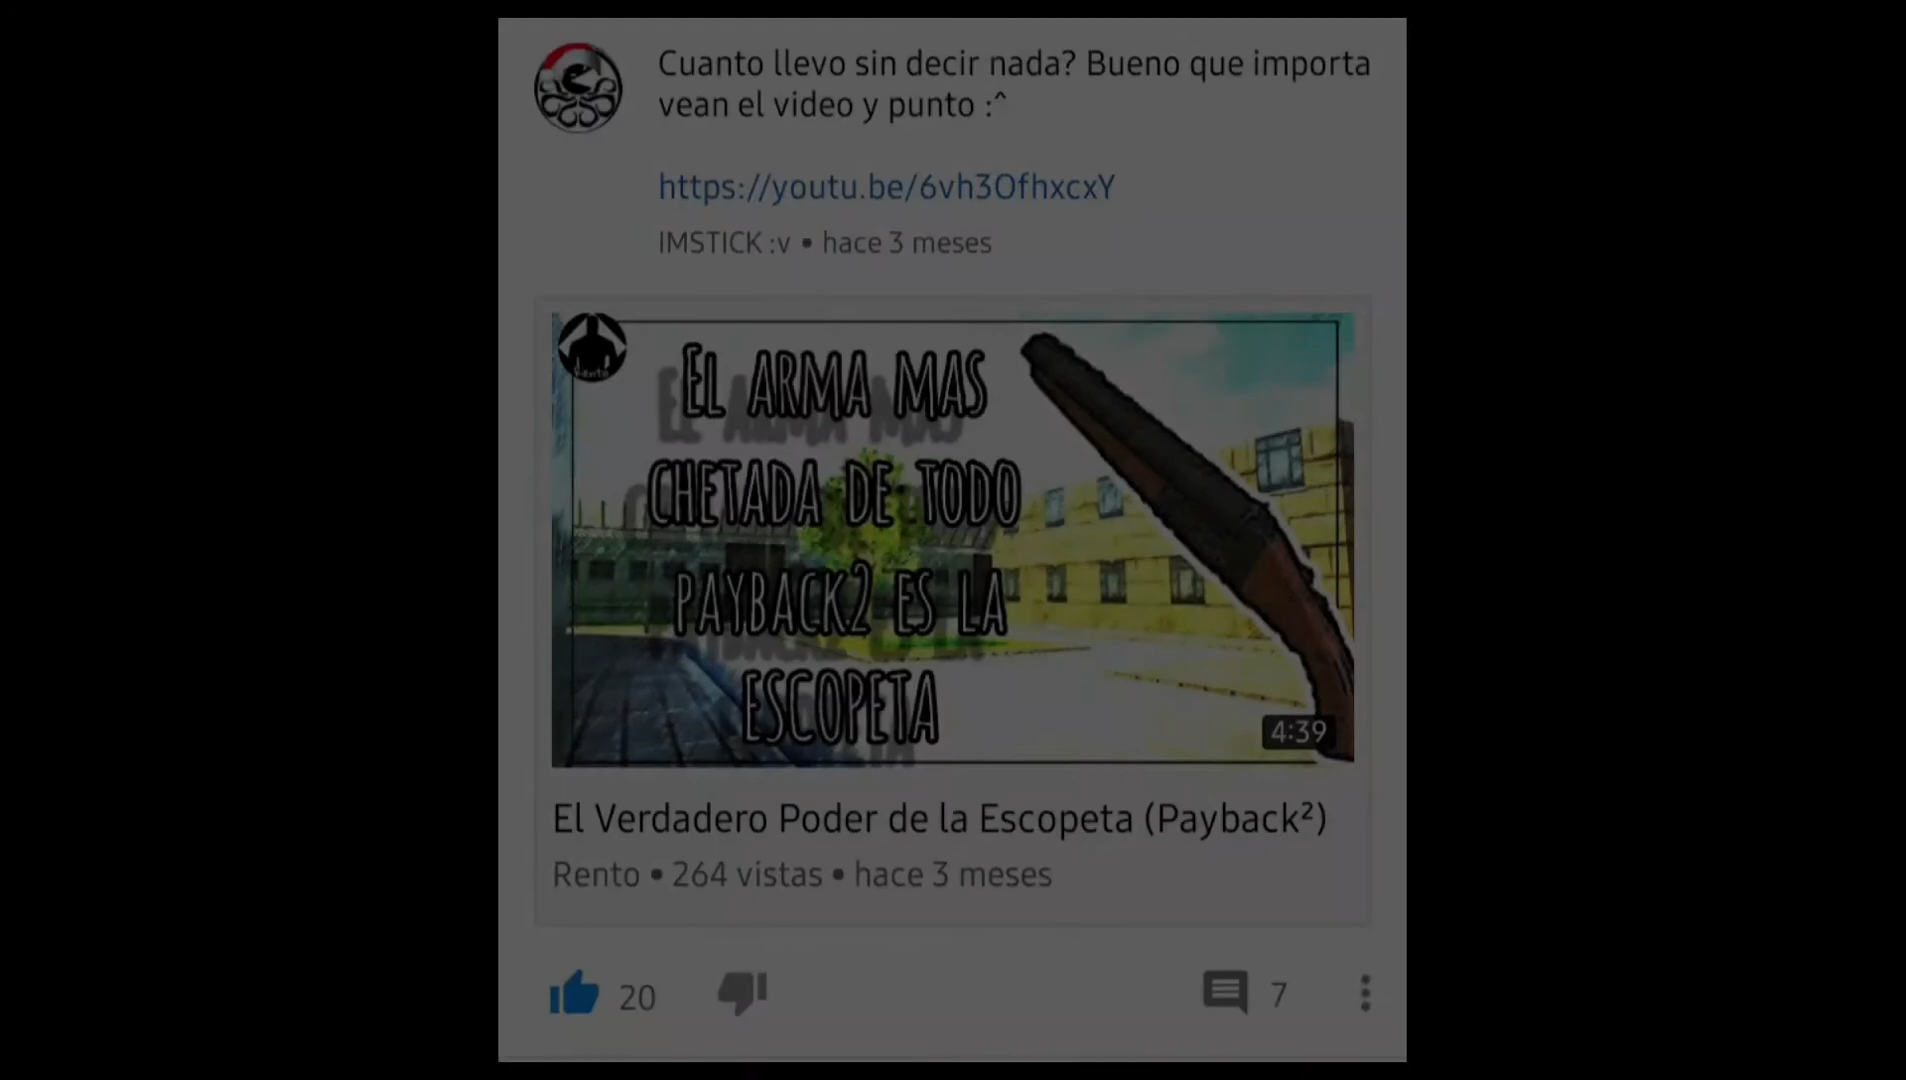 Cuanto llevo sin decir nada? Bueno que importa
vean el video y punto :^
https://youtu.be/6vh3OfhxcxY
IMSTICK :v • hace 3 meses
EL ARMA MAS
CHETADA DE TODO
PAYBACK2 ES LA
ESCOPETA
4:39
El Verdadero Poder de la Escopeta (Payback²)
Rento • 264 vistas • hace 3 meses
20
7